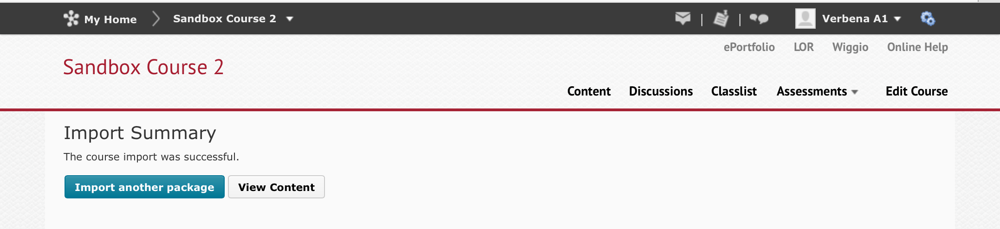 My Home Sandbox Course 2 | | Verbena A1
ePortfolio LOR Wiggio Online Help
Sandbox Course 2
Content Discussions Classlist Assessments Edit Course
Import Summary
The course import was successful.
Import another package View Content